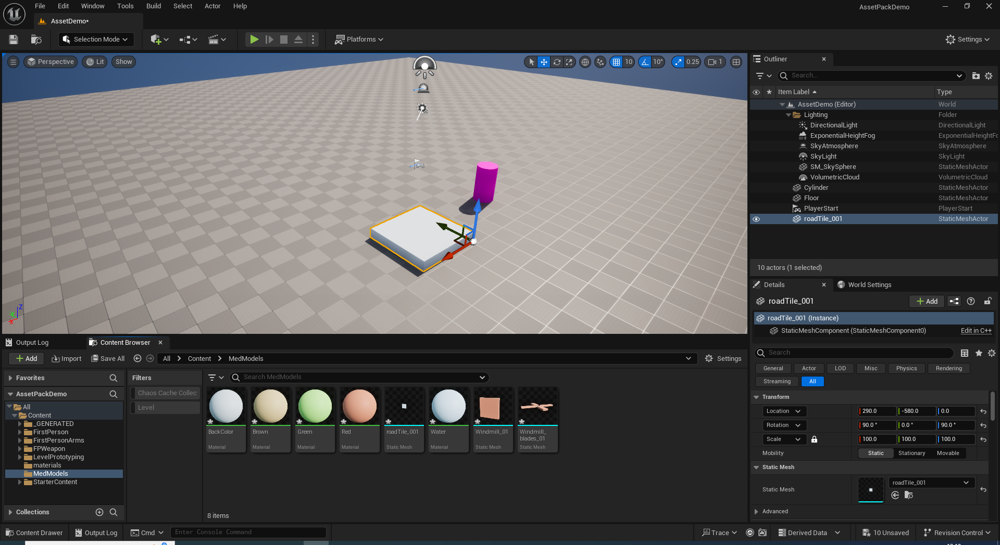 File Edit Window Tools Build Select Actor Help
AssetPackDemo
AssetDemo*
Selection Mode
Platforms
Settings
Perspective
Lit
Show
10
10°
0.25
1
Z
X
Outliner
Search...
Item Label
Type
AssetDemo (Editor) World
Lighting Folder
DirectionalLight DirectionalLight
ExponentialHeightFog ExponentialHeightFo
SkyAtmosphere SkyAtmosphere
SkyLight SkyLight
SM_SkySphere StaticMeshActor
VolumetricCloud VolumetricCloud
Cylinder StaticMeshActor
Floor StaticMeshActor
PlayerStart PlayerStart
roadTile_001 StaticMeshActor
10 actors (1 selected)
Details
World Settings
roadTile_001
Add
roadTile_001 (Instance)
StaticMeshComponent (StaticMeshComponent0) Edit in C++
Search
General Actor LOD Misc Physics Rendering
Streaming All
Transform
Location 290.0 -580.0 0.0
Rotation 90.0 ° 0.0 ° 90.0 °
Scale 100.0 100.0 100.0
Mobility Static Stationary Movable
Static Mesh
Static Mesh roadTile_001
Advanced
Output Log
Content Browser
Add Import Save All All Content MedModels Settings
Favorites
AssetPackDemo
All
Content
_GENERATED
FirstPerson
FirstPersonArms
FPWeapon
LevelPrototyping
materials
MedModels
StarterContent
Collections
Filters
Chaos Cache Collec
Level
Search MedModels
BackColor
Material
Brown
Material
Green
Material
Red
Material
roadTile_001
Static Mesh
Water
Material
Windmill_01
Static Mesh
Windmill_
blades_01
Static Mesh
8 items
Content Drawer Output Log Cmd Enter Console Command Trace Derived Data 10 Unsaved Revision Control